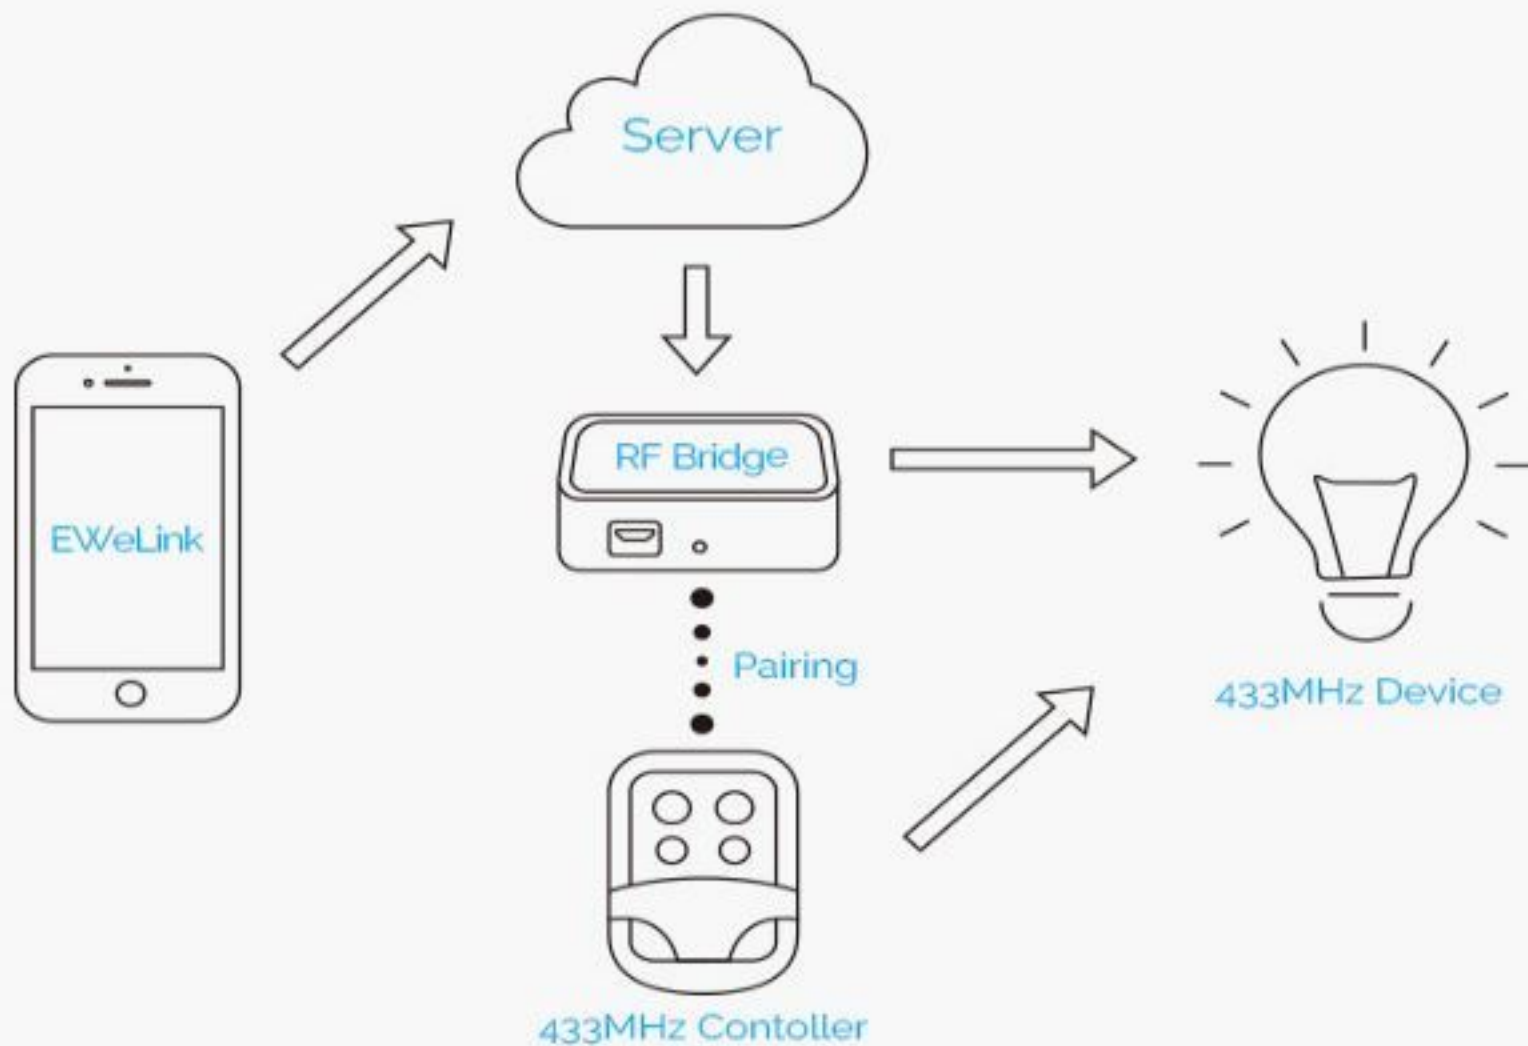 Server
RF Bridge
EWeLink
Pairing
433MHz Device
433MHz Contoller